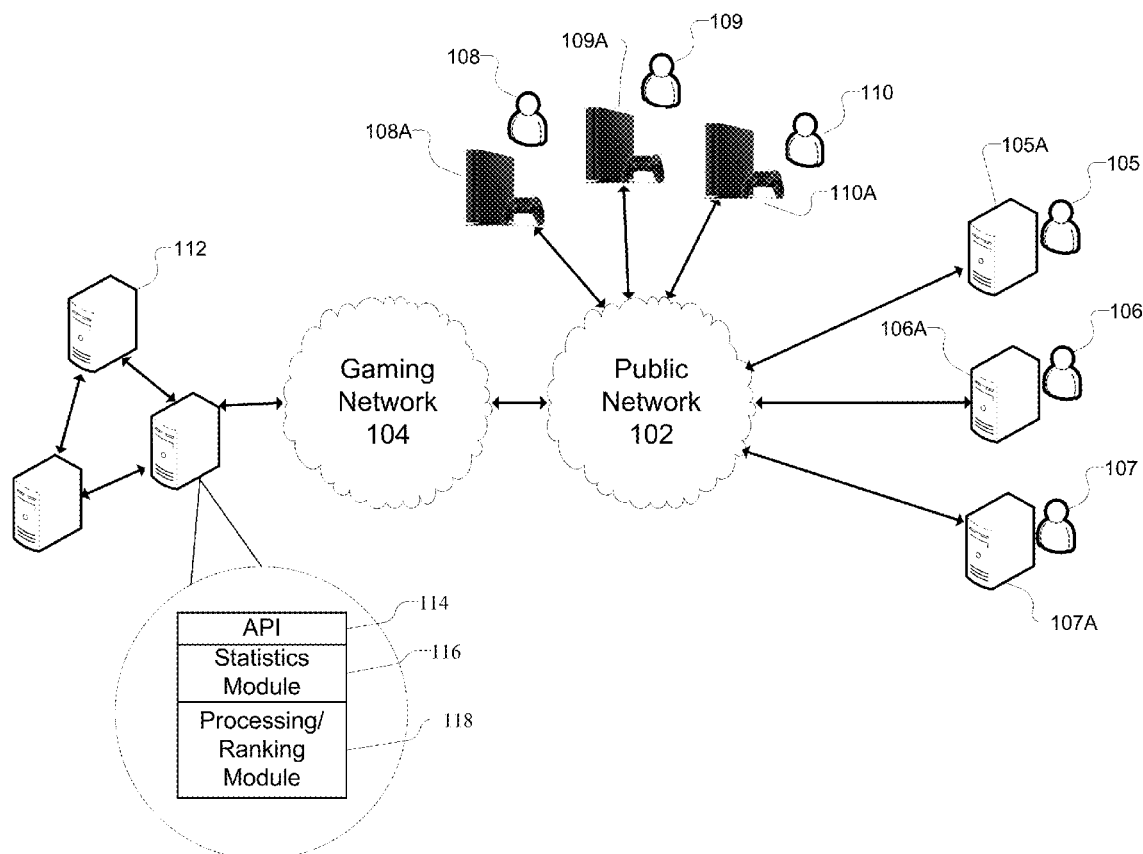 109A
109
108
110
108A
110A
105A
105
112
106A
106
Gaming
Network
104
Public
Network
102
107
107A
API
114
Statistics
Module
116
Processing/
Ranking
Module
118